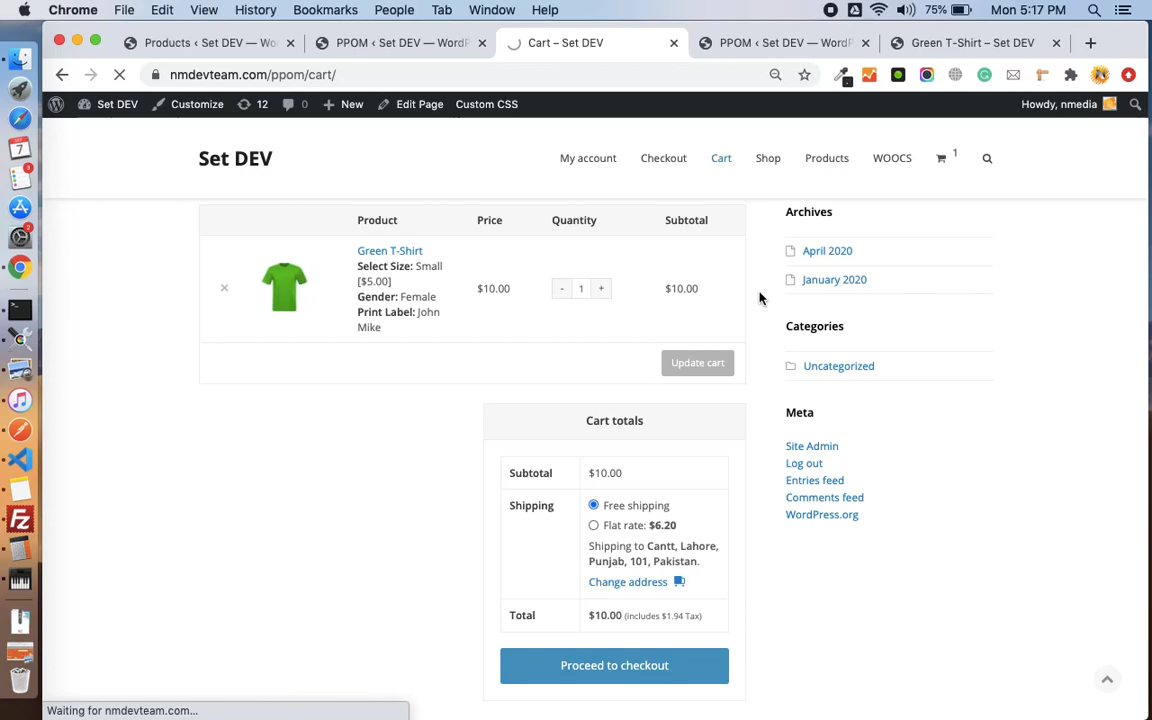 Chrome File Edit View History Bookmarks People Tab Window Help 75% Mon 5:17 PM
Products ‹ Set DEV — Wo
PPOM ‹ Set DEV — WordP
Cart – Set DEV
PPOM ‹ Set DEV — WordP
Green T-Shirt – Set DEV
nmdevteam.com/ppom/cart/
Set DEV Customize 12 0 New Edit Page Custom CSS Howdy, nmedia
Set DEV
My account Checkout Cart Shop Products WOOCS 1
Product Price Quantity Subtotal
Green T-Shirt
Select Size: Small
[$5.00]
Gender: Female
Print Label: John
Mike
$10.00
- 1 +
$10.00
Update cart
Cart totals
Subtotal $10.00
Shipping
Free shipping
Flat rate: $6.20
Shipping to Cantt, Lahore,
Punjab, 101, Pakistan.
Change address
Total $10.00 (includes $1.94 Tax)
Proceed to checkout
Archives
April 2020
January 2020
Categories
Uncategorized
Meta
Site Admin
Log out
Entries feed
Comments feed
WordPress.org
Waiting for nmdevteam.com...